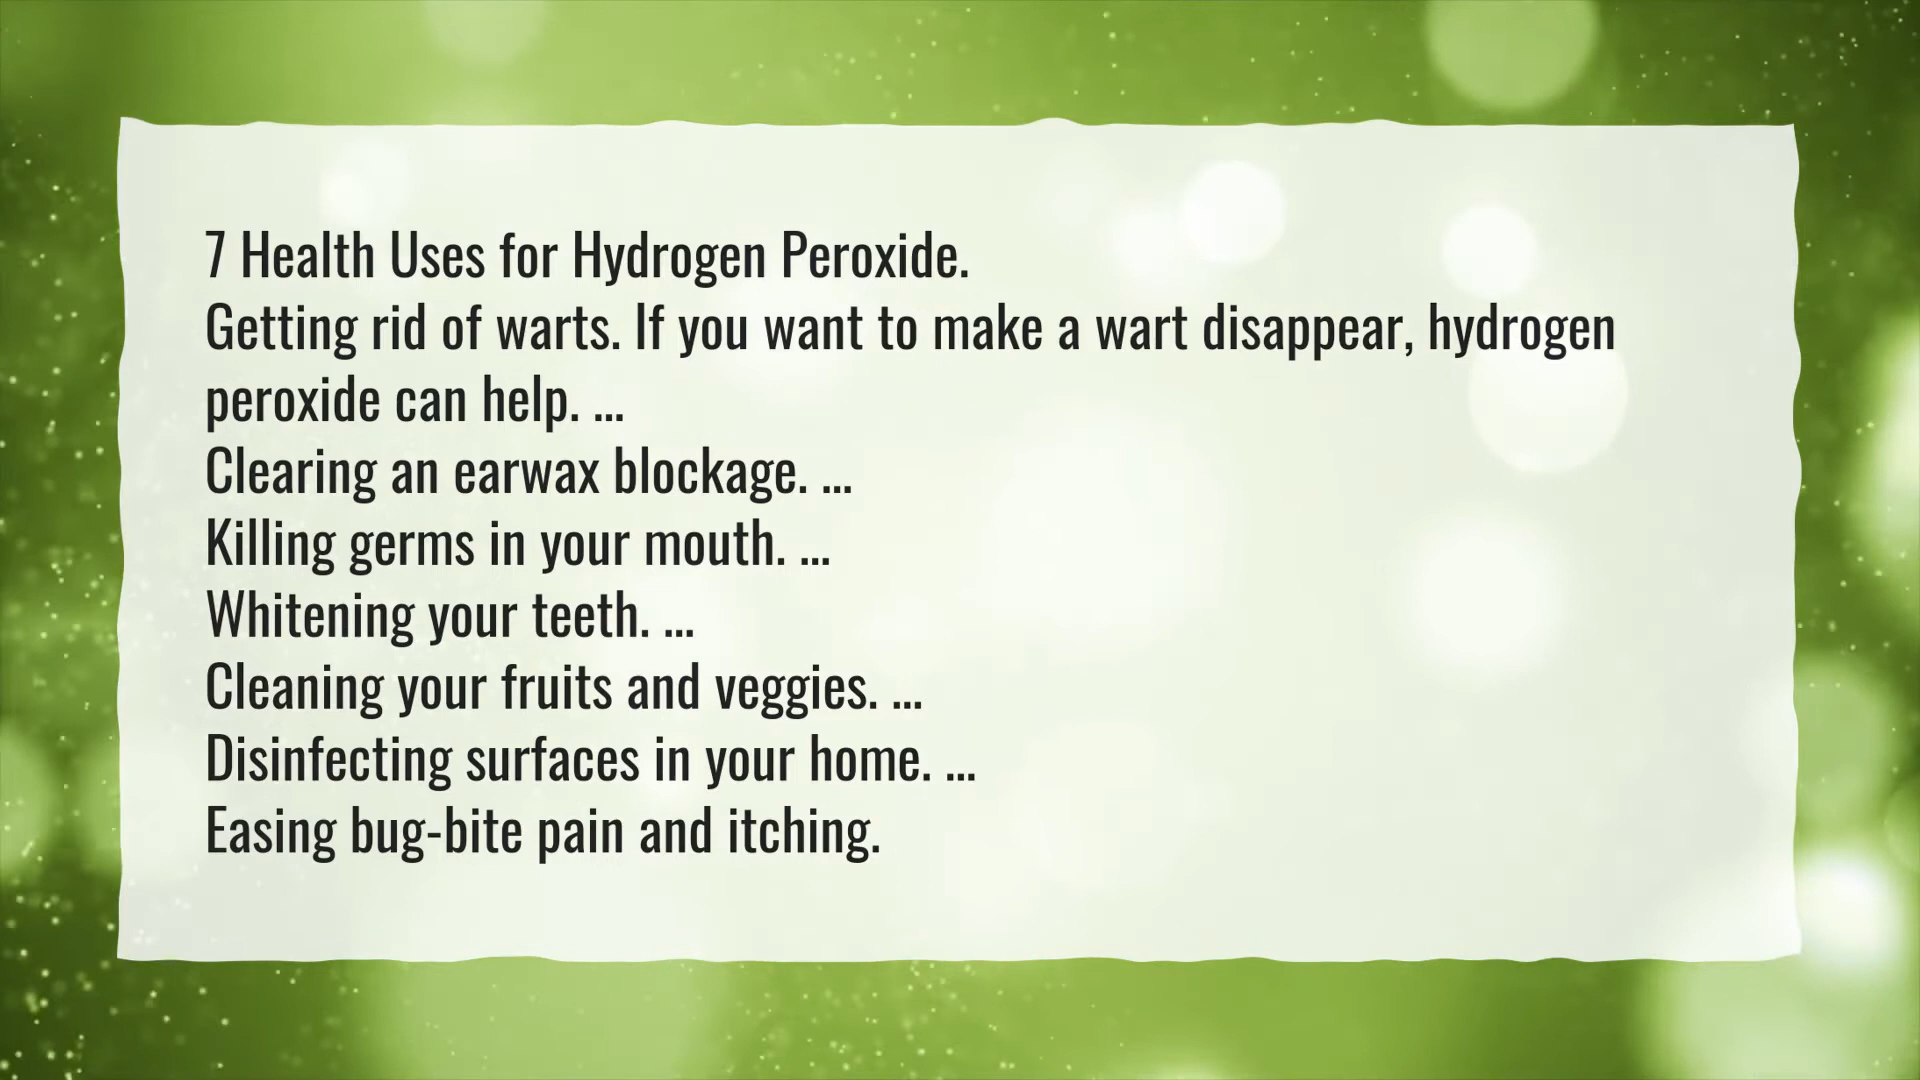 7 Health Uses for Hydrogen Peroxide.
Getting rid of warts. If you want to make a wart disappear, hydrogen
peroxide can help. ...
Clearing an earwax blockage. ...
Killing germs in your mouth. ...
Whitening your teeth. ...
Cleaning your fruits and veggies. ...
Disinfecting surfaces in your home. ...
Easing bug-bite pain and itching.